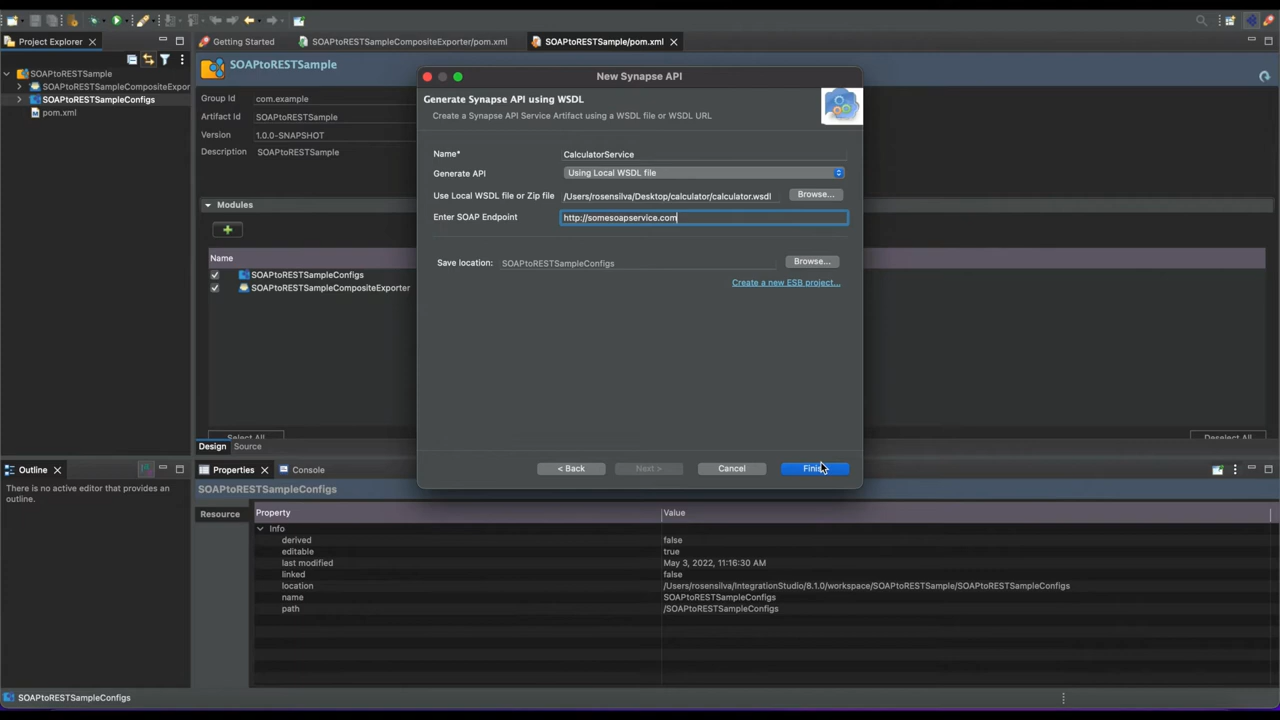 Project Explorer
Getting Started
SOAPtoRESTSampleCompositeExporter/pom.xml
SOAPtoRESTSample/pom.xml
SOAPtoRESTSample
SOAPtoRESTSampleCompositeExpor
SOAPtoRESTSampleConfigs
pom.xml
SOAPtoRESTSample
Group Id com.example
Artifact Id SOAPtoRESTSample
Version 1.0.0-SNAPSHOT
Description SOAPtoRESTSample
Modules
Name
SOAPtoRESTSampleConfigs
SOAPtoRESTSampleCompositeExporter
Select All
Deselect All
Design Source
New Synapse API
Generate Synapse API using WSDL
Create a Synapse API Service Artifact using a WSDL file or WSDL URL
Name* CalculatorService
Generate API Using Local WSDL file
Use Local WSDL file or Zip file /Users/rosensilva/Desktop/calculator/calculator.wsdl Browse...
Enter SOAP Endpoint http://somesoapservice.com
Save location: SOAPtoRESTSampleConfigs Browse...
Create a new ESB project...
< Back Next > Cancel
Outline
There is no active editor that provides an
outline.
Properties Console
SOAPtoRESTSampleConfigs
Resource
Property Value
Info
derived false
editable true
last modified May 3, 2022, 11:16:30 AM
linked false
location /Users/rosensilva/IntegrationStudio/8.1.0/workspace/SOAPtoRESTSample/SOAPtoRESTSampleConfigs
name SOAPtoRESTSampleConfigs
path /SOAPtoRESTSampleConfigs
SOAPtoRESTSampleConfigs